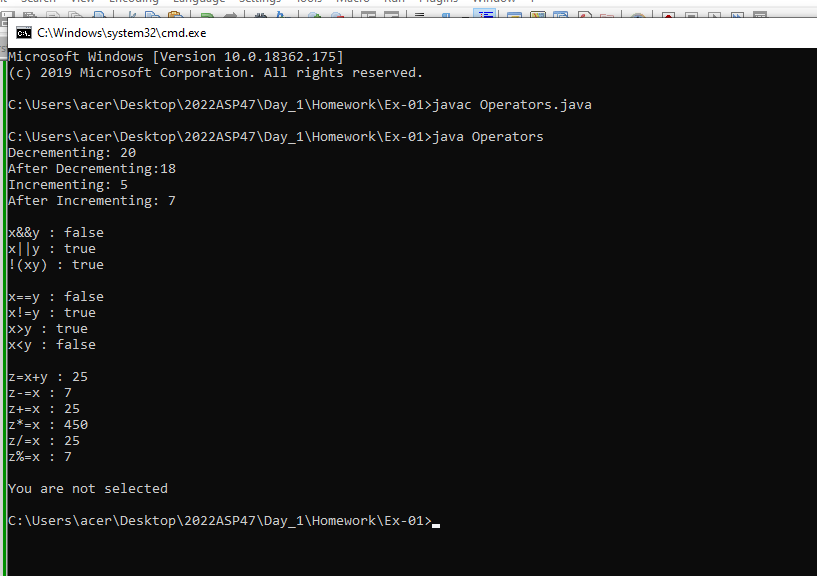 Search View Encoding Language Settings Tools Macro Run Plugins Window ?
C:\Windows\system32\cmd.exe
Microsoft Windows [Version 10.0.18362.175]
(c) 2019 Microsoft Corporation. All rights reserved.
C:\Users\acer\Desktop\2022ASP47\Day_1\Homework\Ex-01>javac Operators.java
C:\Users\acer\Desktop\2022ASP47\Day_1\Homework\Ex-01>java Operators
Decrementing: 20
After Decrementing:18
Incrementing: 5
After Incrementing: 7
x&&y : false
x||y : true
!(xy) : true
x==y : false
x!=y : true
x>y : true
x<y : false
z=x+y : 25
z-=x : 7
z+=x : 25
z*=x : 450
z/=x : 25
z%=x : 7
You are not selected
C:\Users\acer\Desktop\2022ASP47\Day_1\Homework\Ex-01>